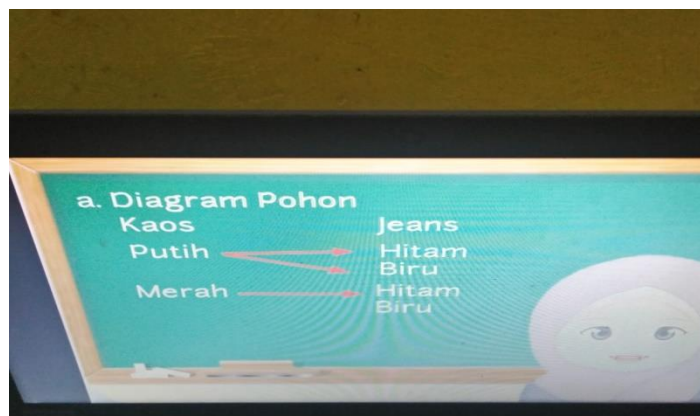 a. Diagram Pohon
Kaos Jeans
Putih Hitam
Biru
Merah Hitam
Biru